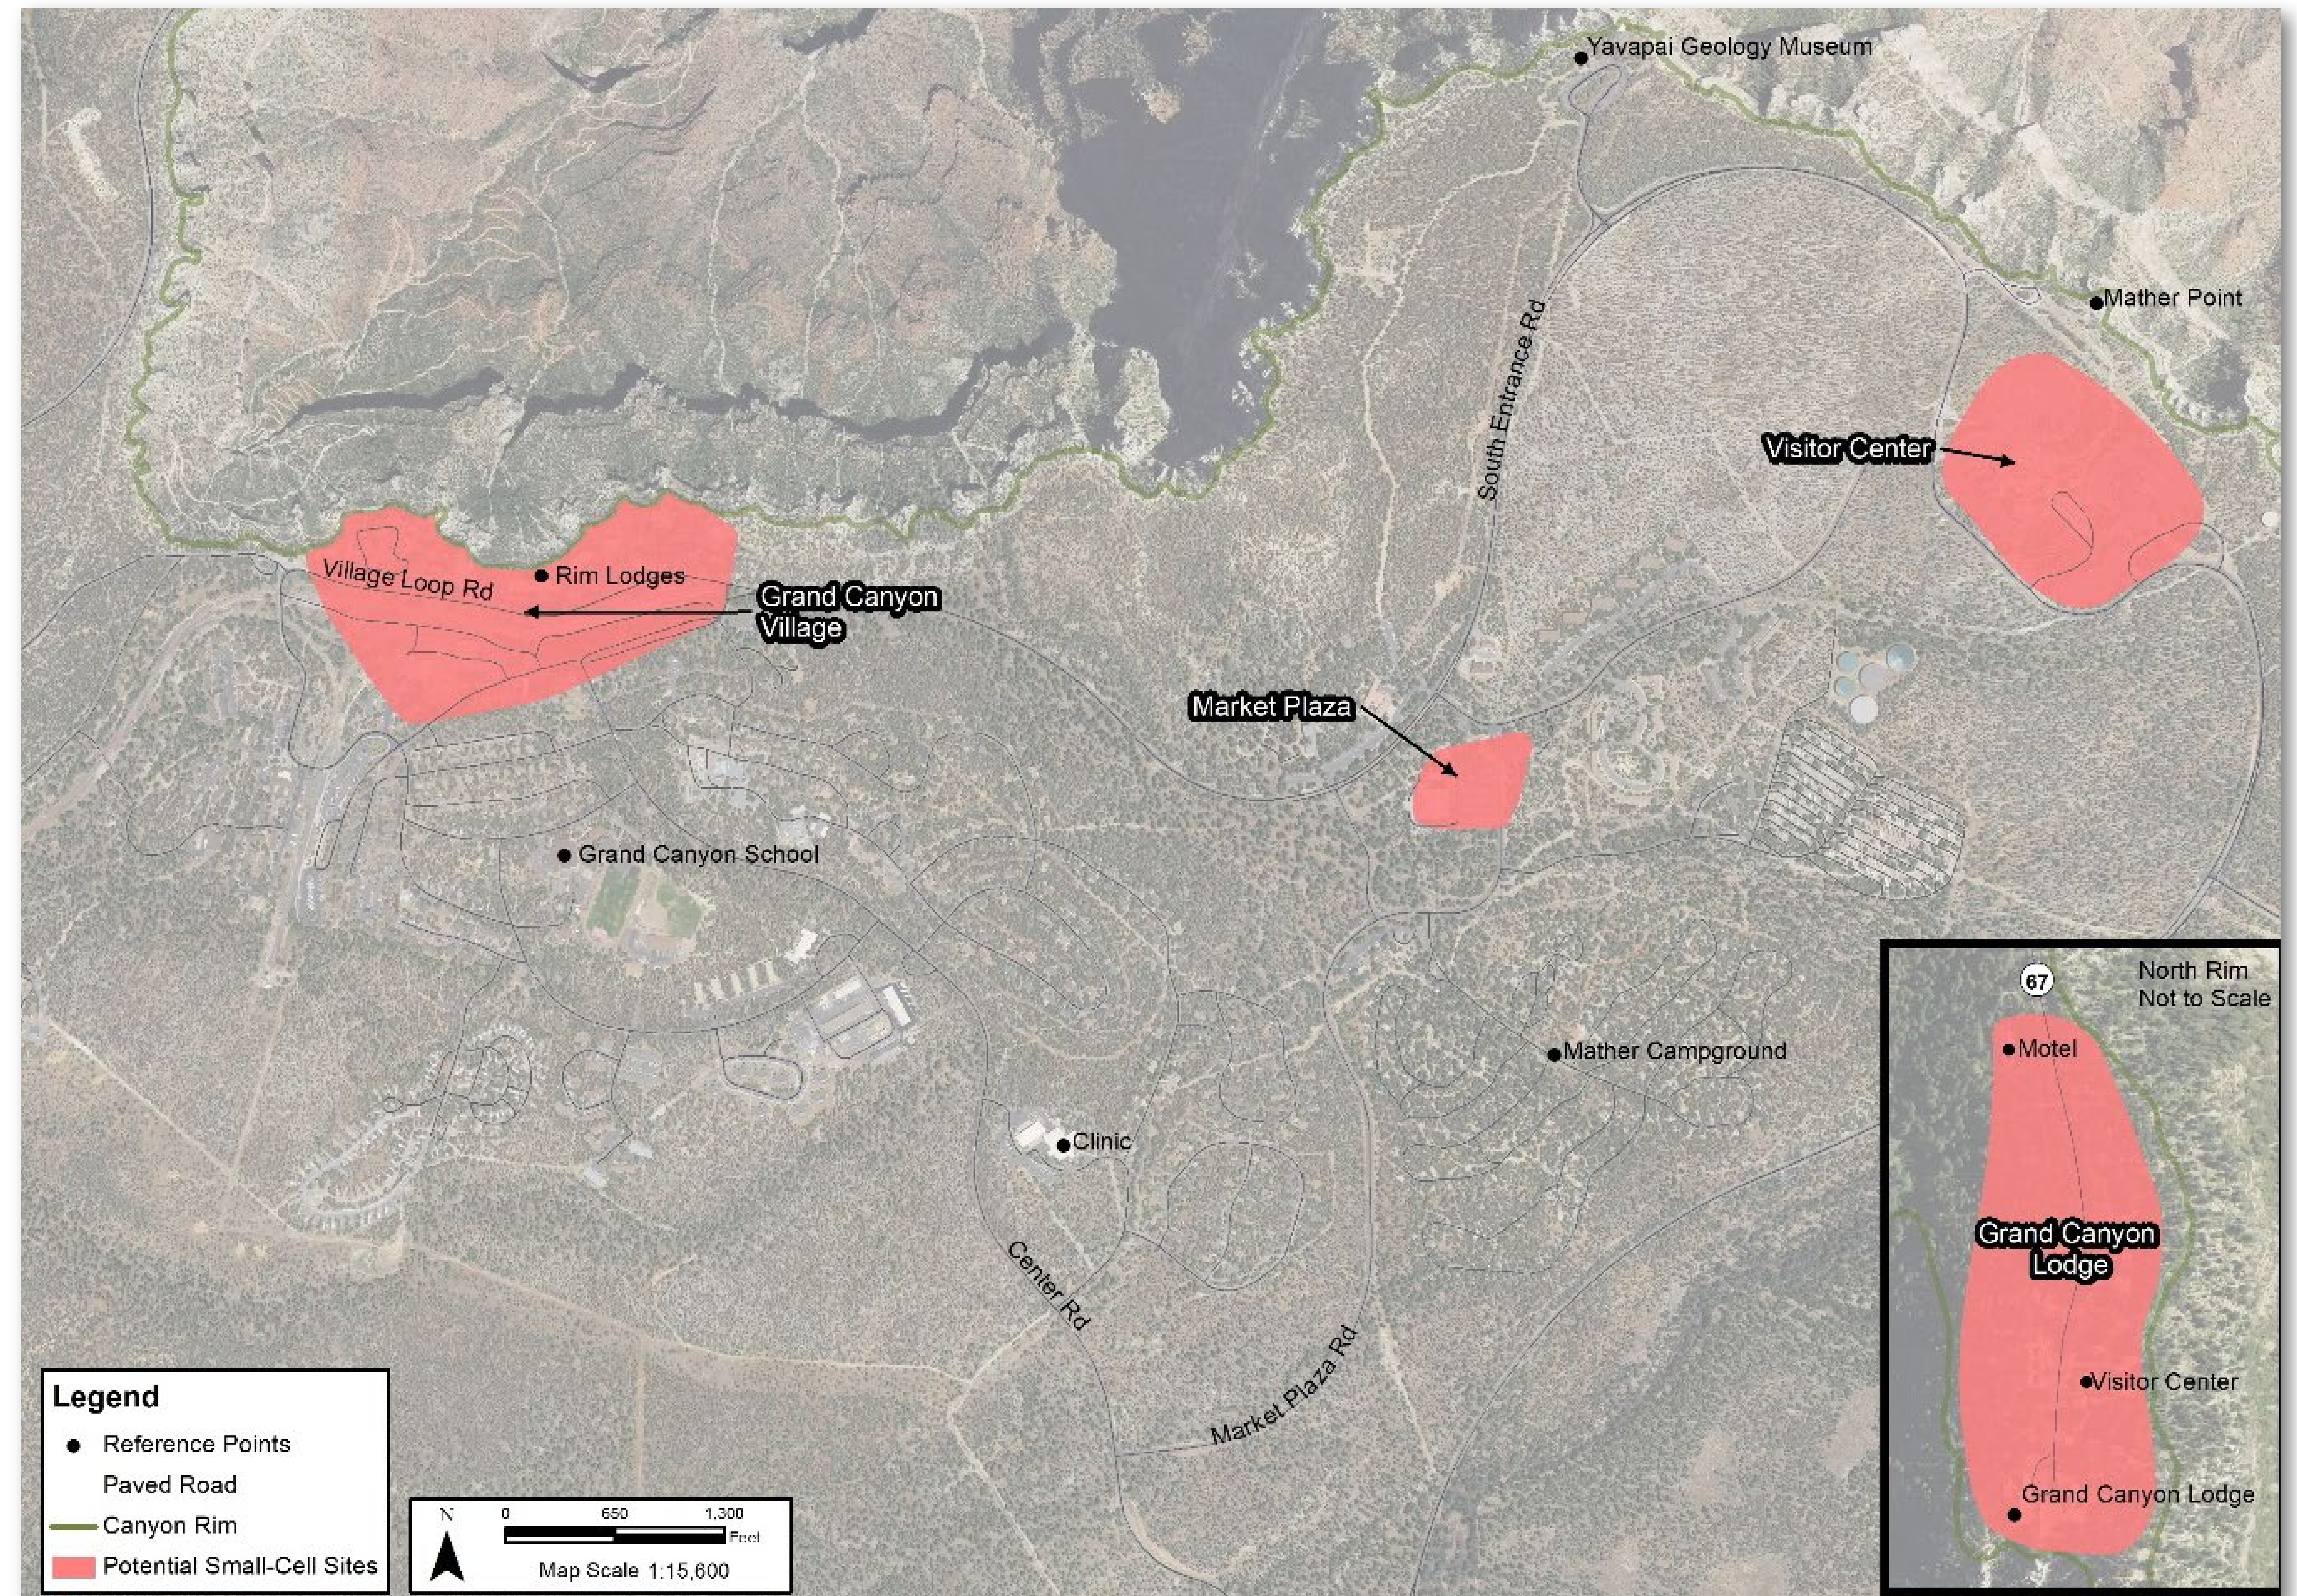 Yavapai Geology Museum
Mather Point
South Entrance Rd
Visitor Center
Village Loop Rd
Rim Lodges
Grand Canyon
Village
Market Plaza
Grand Canyon School
Mather Campground
Clinic
Center Rd
Market Plaza Rd
67
North Rim
Not to Scale
Motel
Grand Canyon
Lodge
Visitor Center
Grand Canyon Lodge
Legend
Reference Points
Paved Road
Canyon Rim
Potential Small-Cell Sites
N
0 650 1,300
Feet
Map Scale 1:15,600